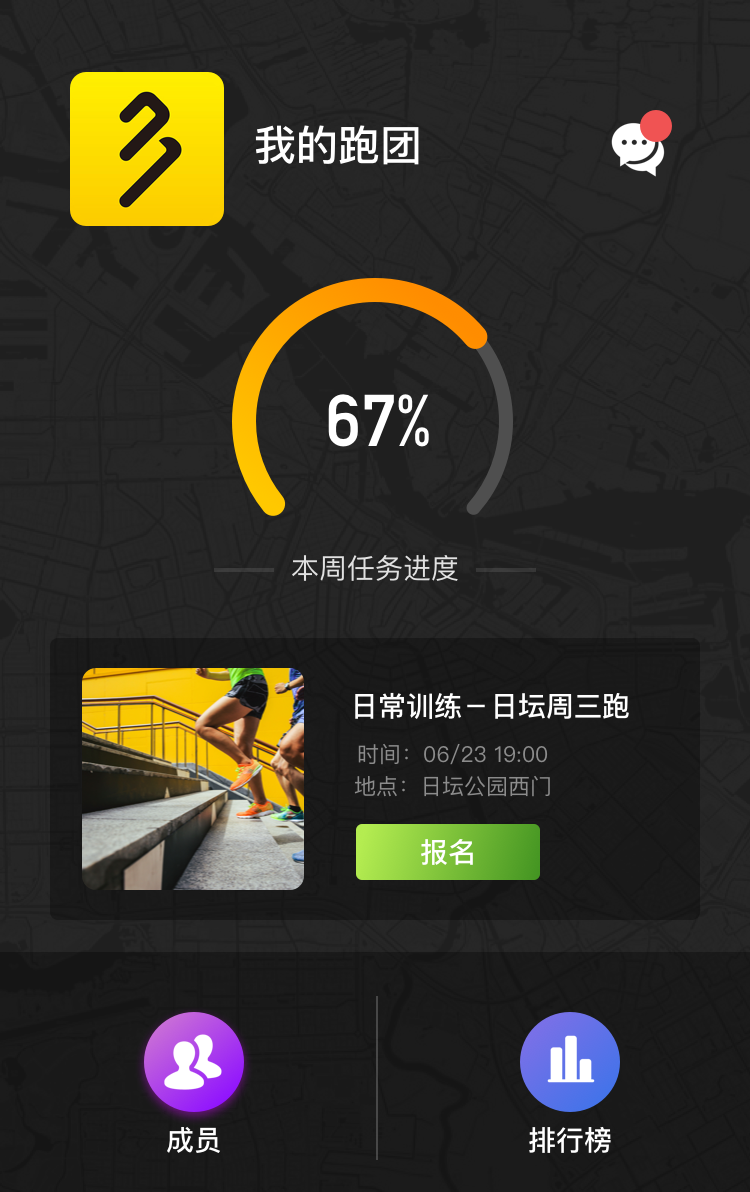 我的跑团
67%
本周任务进度
日常训练－日坛周三跑
时间：06/23 19:00
地点：日坛公园西门
报名
成员
排行榜